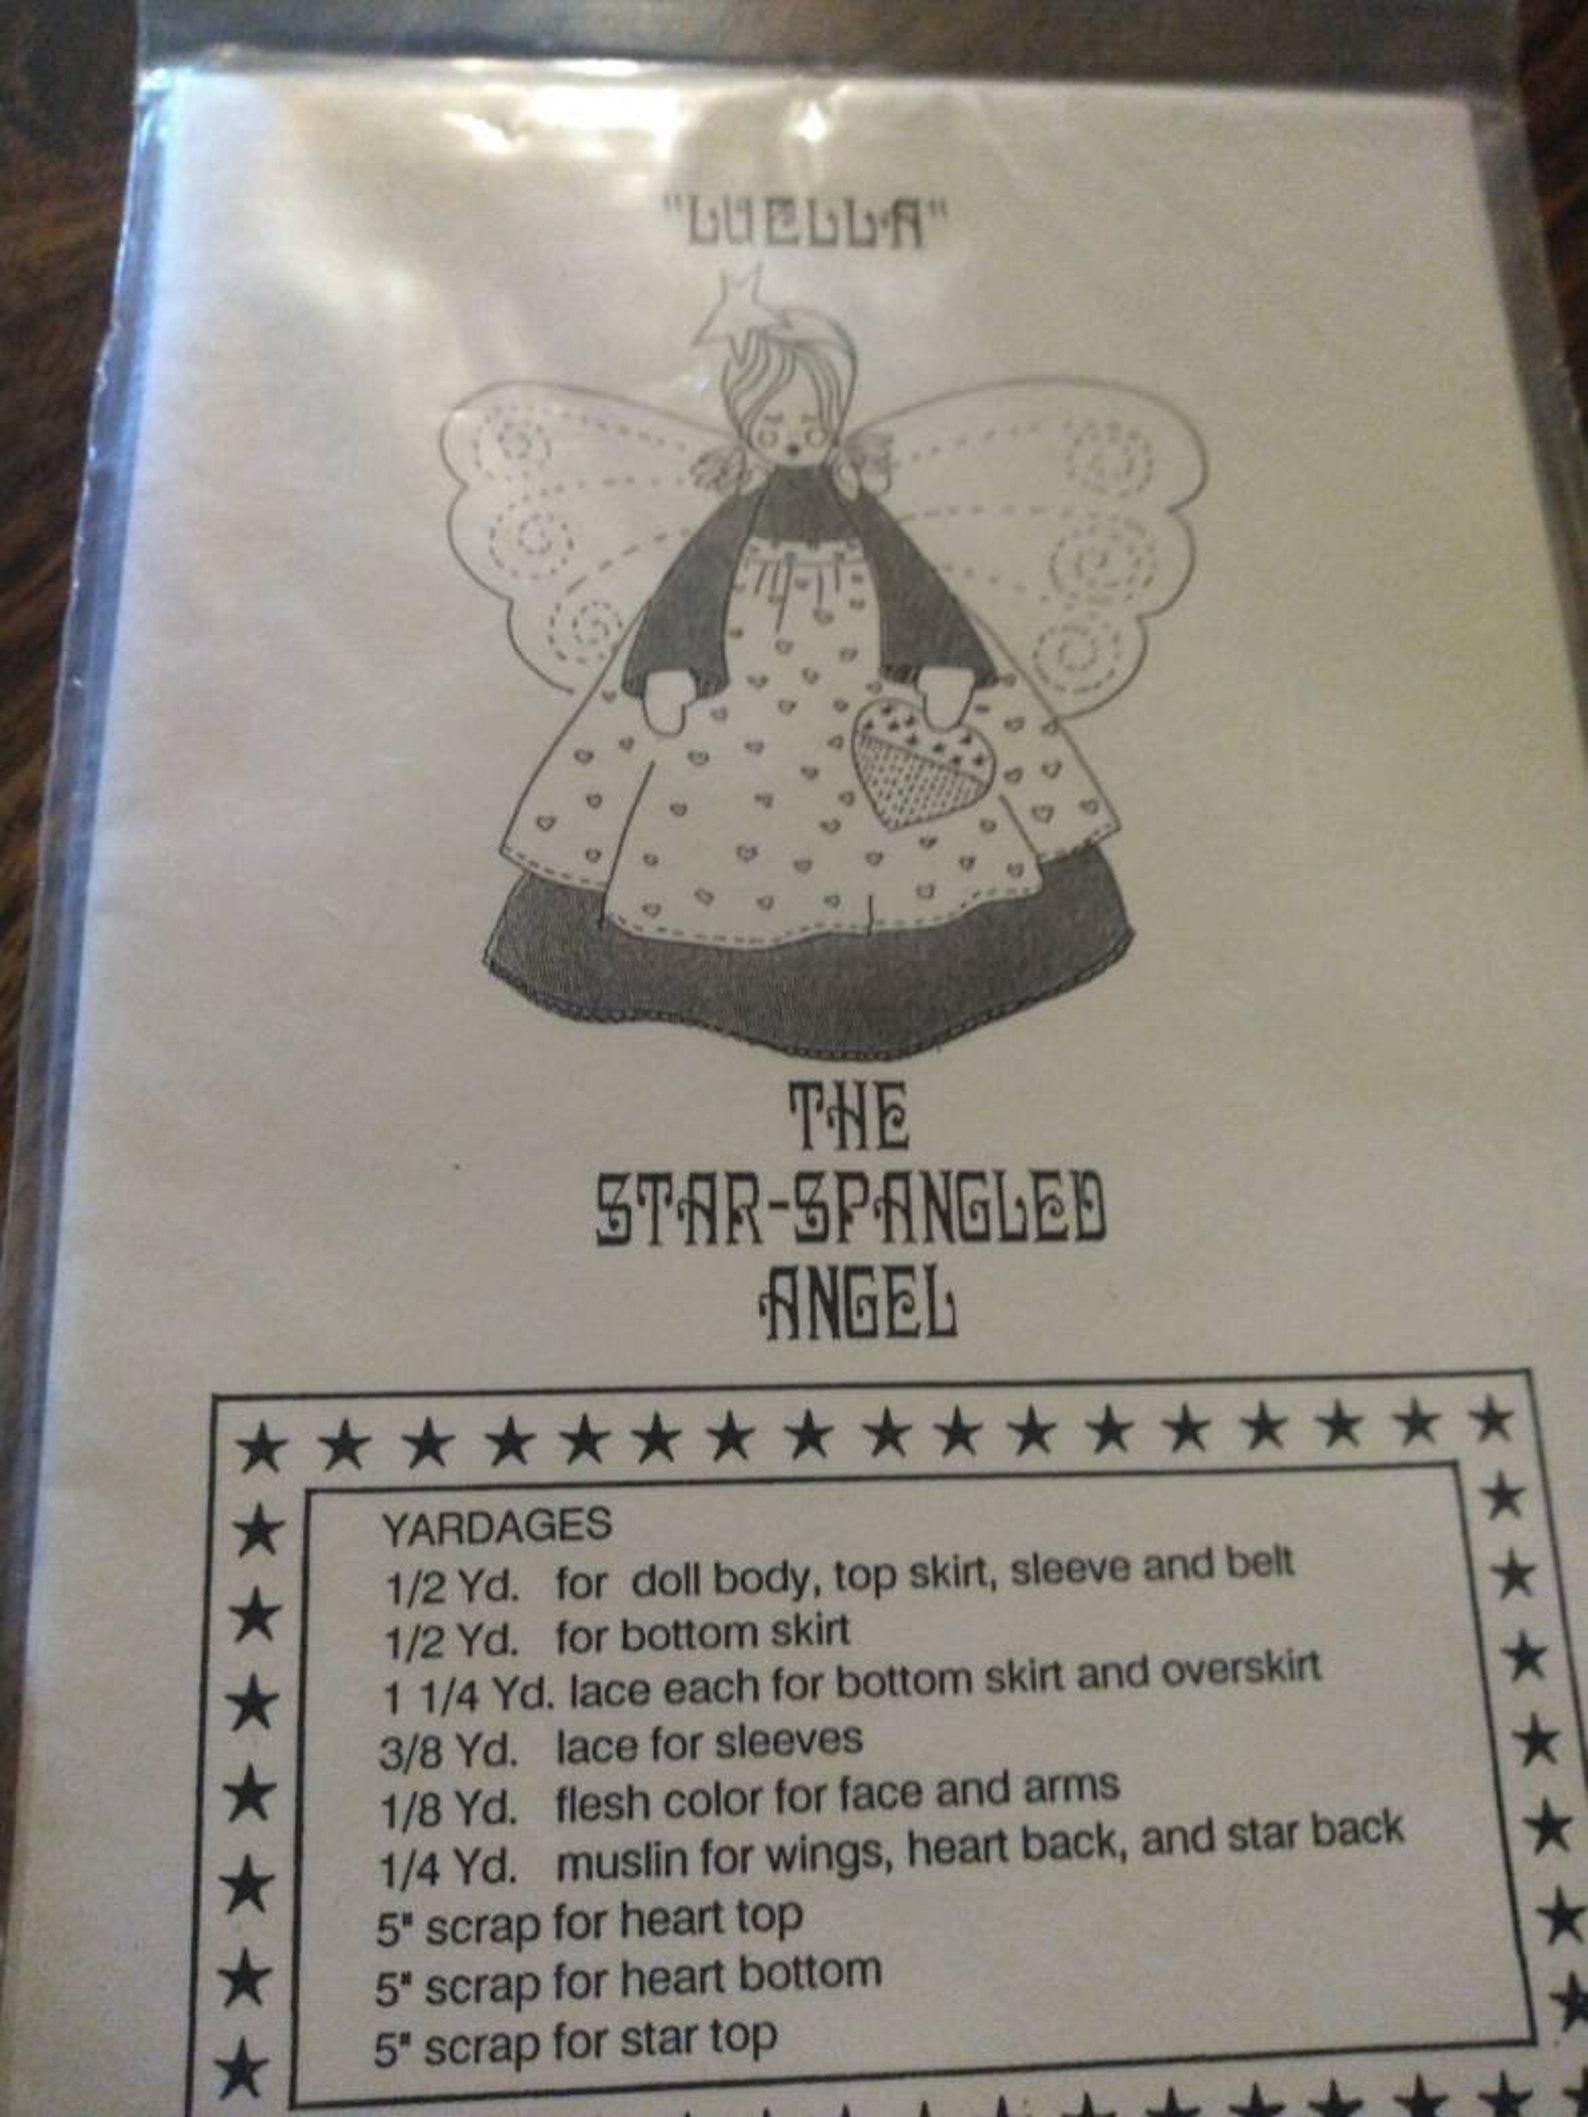 "LUELLA"
THE
STAR-SPANGLED
ANGEL
YARDAGES
1/2 Yd. for doll body, top skirt, sleeve and belt
1/2 Yd. for bottom skirt
1 1/4 Yd. lace each for bottom skirt and overskirt
3/8 Yd. lace for sleeves
1/8 Yd. flesh color for face and arms
1/4 Yd. muslin for wings, heart back, and star back
5" scrap for heart top
5" scrap for heart bottom
5" scrap for star top